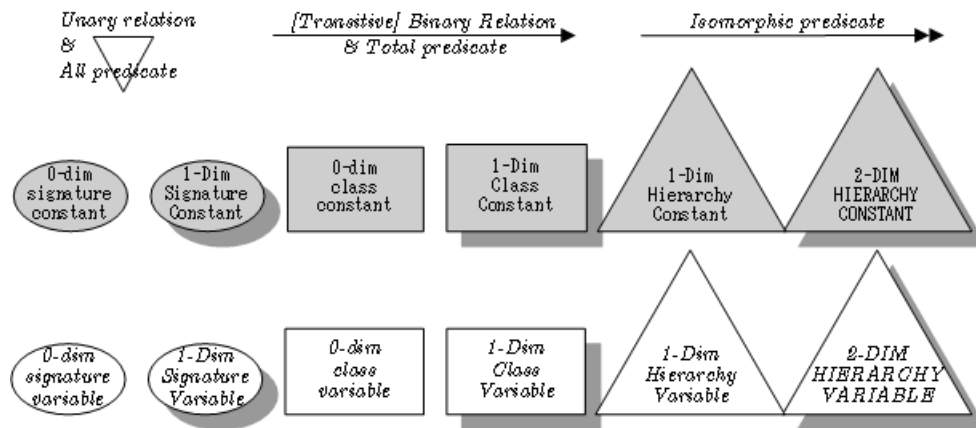 Unary relation
&
All predicate
[Transitive] Binary Relation
& Total predicate
Isomorphic predicate
0-dim
signature
constant
1-Dim
Signature
Constant
0-dim
class
constant
1-Dim
Class
Constant
1-Dim
Hierarchy
Constant
2-DIM
HIERARCHY
CONSTANT
0-dim
signature
variable
1-Dim
Signature
Variable
0-dim
class
variable
1-Dim
Class
Variable
1-Dim
Hierarchy
Variable
2-DIM
HIERARCHY
VARIABLE